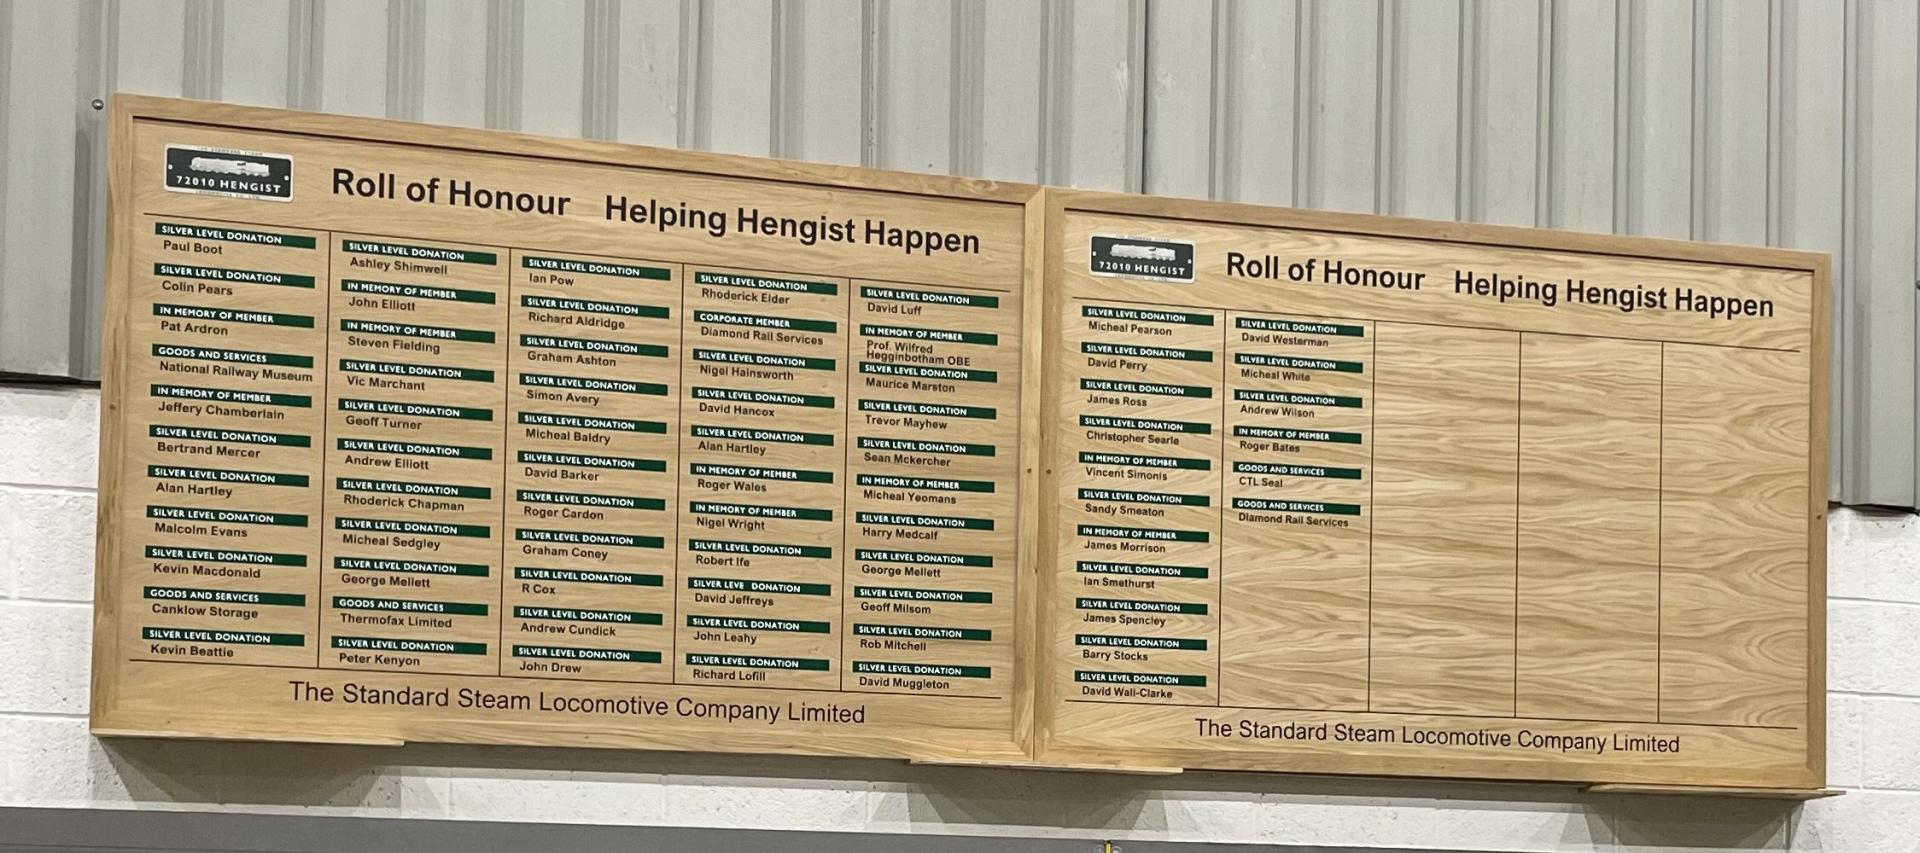 72010 HENGIST
Roll of Honour Helping Hengist Happen
SILVER LEVEL DONATION
Paul Boot
SILVER LEVEL DONATION
Colin Pears
IN MEMORY OF MEMBER
Pat Ardron
GOODS AND SERVICES
National Railway Museum
IN MEMORY OF MEMBER
Jeffery Chamberlain
SILVER LEVEL DONATION
Bertrand Mercer
SILVER LEVEL DONATION
Alan Hartley
SILVER LEVEL DONATION
Malcolm Evans
SILVER LEVEL DONATION
Kevin Macdonald
GOODS AND SERVICES
Canklow Storage
SILVER LEVEL DONATION
Kevin Beattie
SILVER LEVEL DONATION
Ashley Shimwell
IN MEMORY OF MEMBER
John Elliott
IN MEMORY OF MEMBER
Steven Fielding
SILVER LEVEL DONATION
Vic Marchant
SILVER LEVEL DONATION
Geoff Turner
SILVER LEVEL DONATION
Andrew Elliott
SILVER LEVEL DONATION
Rhoderick Chapman
SILVER LEVEL DONATION
Micheal Sedgley
SILVER LEVEL DONATION
George Mellett
GOODS AND SERVICES
Thermofax Limited
SILVER LEVEL DONATION
Peter Kenyon
SILVER LEVEL DONATION
Ian Pow
SILVER LEVEL DONATION
Richard Aldridge
SILVER LEVEL DONATION
Graham Ashton
SILVER LEVEL DONATION
Simon Avery
SILVER LEVEL DONATION
Micheal Baldry
SILVER LEVEL DONATION
David Barker
SILVER LEVEL DONATION
Roger Cardon
SILVER LEVEL DONATION
Graham Coney
SILVER LEVEL DONATION
R Cox
SILVER LEVEL DONATION
Andrew Cundick
SILVER LEVEL DONATION
John Drew
SILVER LEVEL DONATION
Rhoderick Elder
CORPORATE MEMBER
Diamond Rail Services
SILVER LEVEL DONATION
Nigel Hainsworth
SILVER LEVEL DONATION
David Hancox
SILVER LEVEL DONATION
Alan Hartley
IN MEMORY OF MEMBER
Roger Wales
IN MEMORY OF MEMBER
Nigel Wright
SILVER LEVEL DONATION
Robert Ife
SILVER LEVE DONATION
David Jeffreys
SILVER LEVEL DONATION
John Leahy
SILVER LEVEL DONATION
Richard Lofill
SILVER LEVEL DONATION
David Luff
IN MEMORY OF MEMBER
Prof. Wilfred
Hegginbotham OBE
SILVER LEVEL DONATION
Maurice Marston
SILVER LEVEL DONATION
Trevor Mayhew
SILVER LEVEL DONATION
Sean Mckercher
IN MEMORY OF MEMBER
Micheal Yeomans
SILVER LEVEL DONATION
Harry Medcalf
SILVER LEVEL DONATION
George Mellett
SILVER LEVEL DONATION
Geoff Milsom
SILVER LEVEL DONATION
Rob Mitchell
SILVER LEVEL DONATION
David Muggleton
The Standard Steam Locomotive Company Limited
72010 HENGIST
Roll of Honour Helping Hengist Happen
SILVER LEVEL DONATION
Micheal Pearson
SILVER LEVEL DONATION
David Perry
SILVER LEVEL DONATION
James Ross
SILVER LEVEL DONATION
Christopher Searle
IN MEMORY OF MEMBER
Vincent Simonis
SILVER LEVEL DONATION
Sandy Smeaton
IN MEMORY OF MEMBER
James Morrison
SILVER LEVEL DONATION
Ian Smethurst
SILVER LEVEL DONATION
James Spencley
SILVER LEVEL DONATION
Barry Stocks
SILVER LEVEL DONATION
David Wall-Clarke
SILVER LEVEL DONATION
David Westerman
SILVER LEVEL DONATION
Micheal White
SILVER LEVEL DONATION
Andrew Wilson
IN MEMORY OF MEMBER
Roger Bates
GOODS AND SERVICES
CTL Seal
GOODS AND SERVICES
Diamond Rail Services
The Standard Steam Locomotive Company Limited